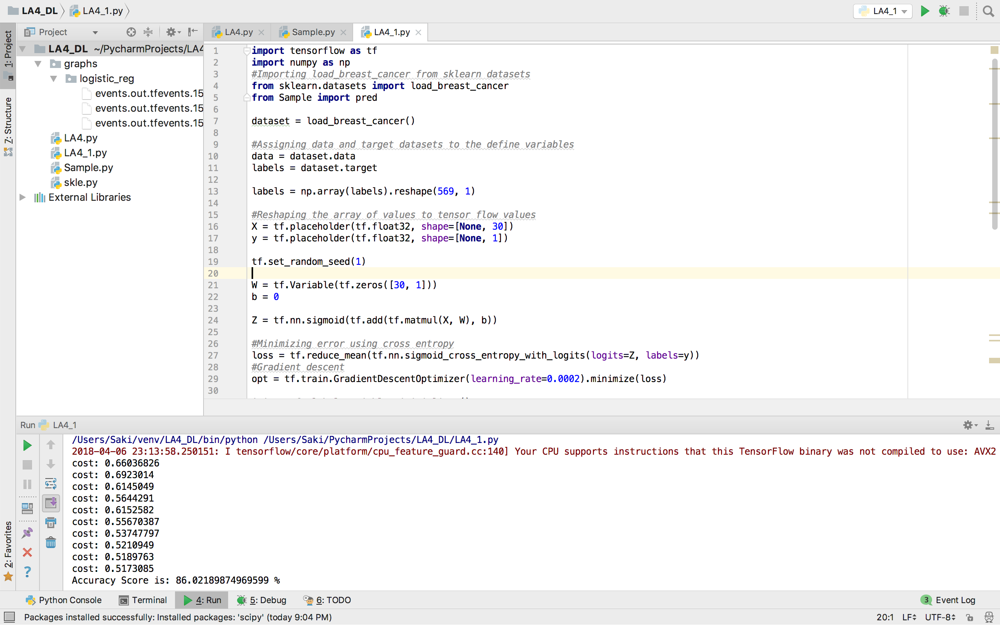 LA4_DL LA4_1.py LA4_1
1: Project
7: Structure
2: Favorites
Project
LA4_DL ~/PycharmProjects/LA4
graphs
logistic_reg
events.out.tfevents.15
events.out.tfevents.15
events.out.tfevents.15
LA4.py
LA4_1.py
Sample.py
skle.py
External Libraries
LA4.py Sample.py LA4_1.py
1 import tensorflow as tf
2 import numpy as np
3 #Importing load_breast_cancer from sklearn datasets
4 from sklearn.datasets import load_breast_cancer
5 from Sample import pred
6
7 dataset = load_breast_cancer()
8
9 #Assigning data and target datasets to the define variables
10 data = dataset.data
11 labels = dataset.target
12
13 labels = np.array(labels).reshape(569, 1)
14
15 #Reshaping the array of values to tensor flow values
16 X = tf.placeholder(tf.float32, shape=[None, 30])
17 y = tf.placeholder(tf.float32, shape=[None, 1])
18
19 tf.set_random_seed(1)
20
21 W = tf.Variable(tf.zeros([30, 1]))
22 b = 0
23
24 Z = tf.nn.sigmoid(tf.add(tf.matmul(X, W), b))
25
26 #Minimizing error using cross entropy
27 loss = tf.reduce_mean(tf.nn.sigmoid_cross_entropy_with_logits(logits=Z, labels=y))
28 #Gradient descent
29 opt = tf.train.GradientDescentOptimizer(learning_rate=0.0002).minimize(loss)
30
Run LA4_1
/Users/Saki/venv/LA4_DL/bin/python /Users/Saki/PycharmProjects/LA4_DL/LA4_1.py
2018-04-06 23:13:58.250151: I tensorflow/core/platform/cpu_feature_guard.cc:140] Your CPU supports instructions that this TensorFlow binary was not compiled to use: AVX2
cost: 0.66036826
cost: 0.6923014
cost: 0.6145049
cost: 0.5644291
cost: 0.6152582
cost: 0.55670387
cost: 0.53747797
cost: 0.5210949
cost: 0.5189763
cost: 0.5173085
Accuracy Score is: 86.02189874969599 %
Python Console Terminal 4: Run 5: Debug 6: TODO 3 Event Log
Packages installed successfully: Installed packages: 'scipy' (today 9:04 PM) 20:1 LF UTF-8